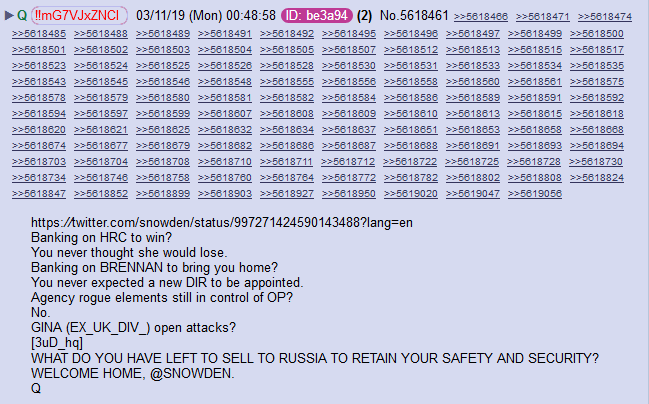 ▶ Q !!mG7VJxZNCI 03/11/19 (Mon) 00:48:58 ID: be3a94 (2) No.5618461 >>5618466 >>5618471 >>5618474
>>5618485 >>5618488 >>5618489 >>5618491 >>5618492 >>5618495 >>5618496 >>5618497 >>5618499 >>5618500
>>5618501 >>5618502 >>5618503 >>5618504 >>5618505 >>5618507 >>5618512 >>5618513 >>5618515 >>5618517
>>5618523 >>5618524 >>5618525 >>5618526 >>5618528 >>5618530 >>5618531 >>5618533 >>5618534 >>5618535
>>5618543 >>5618545 >>5618546 >>5618548 >>5618555 >>5618556 >>5618558 >>5618560 >>5618561 >>5618575
>>5618578 >>5618579 >>5618580 >>5618581 >>5618582 >>5618584 >>5618586 >>5618589 >>5618591 >>5618592
>>5618594 >>5618597 >>5618599 >>5618607 >>5618608 >>5618609 >>5618610 >>5618613 >>5618615 >>5618618
>>5618620 >>5618621 >>5618625 >>5618632 >>5618634 >>5618637 >>5618651 >>5618653 >>5618658 >>5618668
>>5618674 >>5618677 >>5618679 >>5618682 >>5618686 >>5618687 >>5618688 >>5618691 >>5618693 >>5618694
>>5618703 >>5618704 >>5618708 >>5618710 >>5618711 >>5618712 >>5618722 >>5618725 >>5618728 >>5618730
>>5618734 >>5618746 >>5618758 >>5618760 >>5618764 >>5618772 >>5618782 >>5618802 >>5618808 >>5618824
>>5618847 >>5618852 >>5618899 >>5618903 >>5618927 >>5618950 >>5619020 >>5619047 >>5619056
https://twitter.com/snowden/status/997271424590143488?lang=en
Banking on HRC to win?
You never thought she would lose.
Banking on BRENNAN to bring you home?
You never expected a new DIR to be appointed.
Agency rogue elements still in control of OP?
No.
GINA (EX_UK_DIV_) open attacks?
[3uD_hq]
WHAT DO YOU HAVE LEFT TO SELL TO RUSSIA TO RETAIN YOUR SAFETY AND SECURITY?
WELCOME HOME, @SNOWDEN.
Q